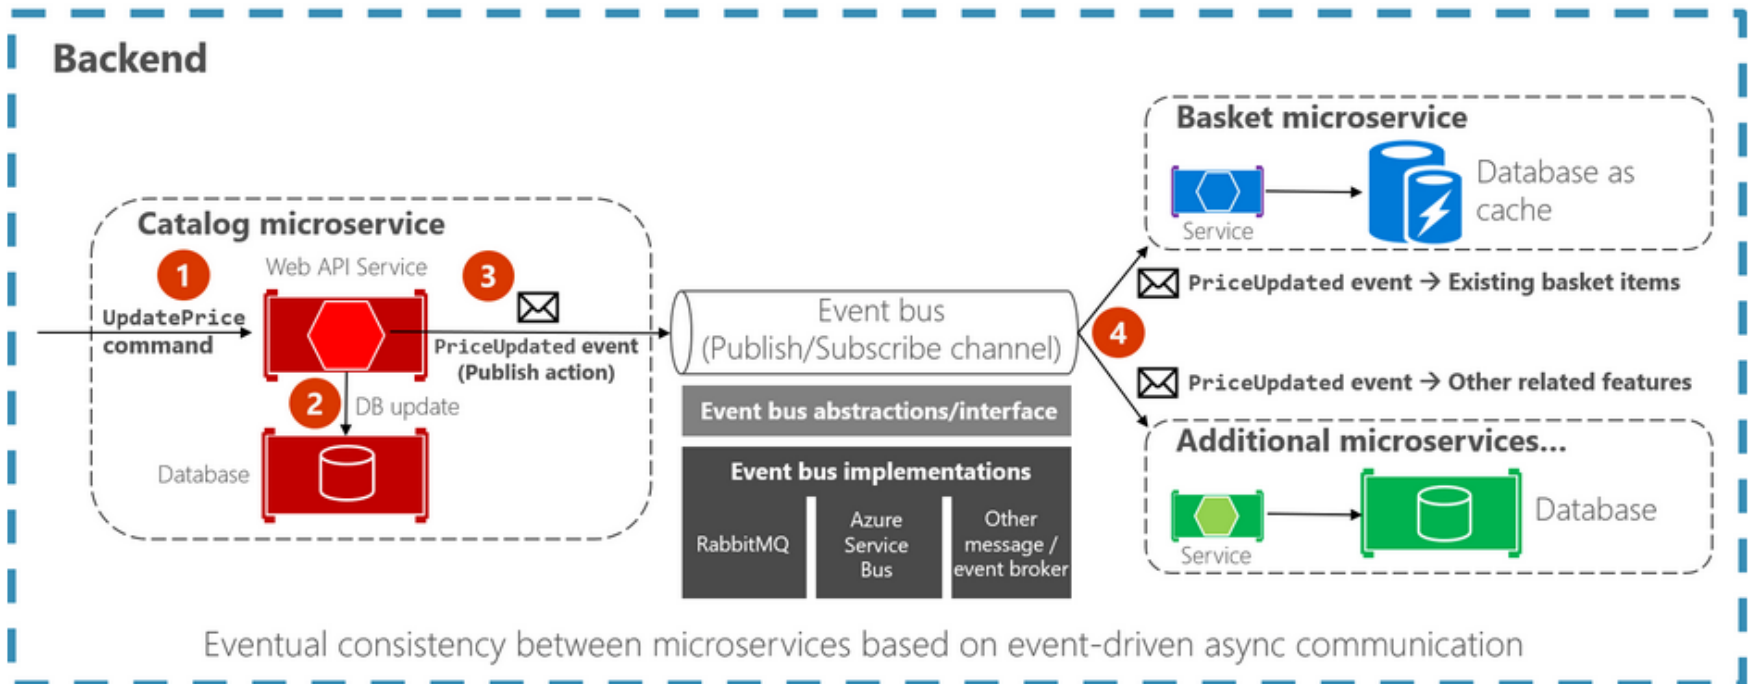 Backend
Catalog microservice
1
Web API Service
3
UpdatePrice
command
PriceUpdated event
(Publish action)
2
DB update
Database
Event bus
(Publish/Subscribe channel)
Event bus abstractions/interface
Event bus implementations
RabbitMQ
Azure
Service
Bus
Other
message /
event broker
4
Basket microservice
Service
Database as
cache
PriceUpdated event → Existing basket items
PriceUpdated event → Other related features
Additional microservices...
Service
Database
Eventual consistency between microservices based on event-driven async communication